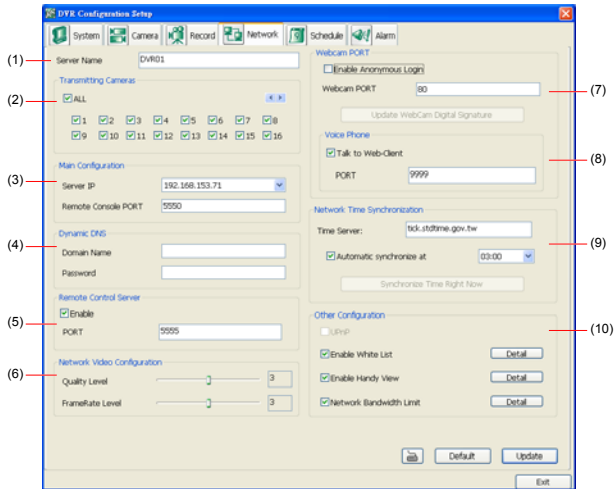 DVR Configuration Setup
System Camera Record Network Schedule Alarm
(1) Server Name DVR01
Transmitting Cameras
(2) ALL
1 2 3 4 5 6 7 8
9 10 11 12 13 14 15 16
Main Configuration
(3) Server IP 192.168.153.71
Remote Console PORT 5550
Dynamic DNS
(4) Domain Name
Password
Remote Control Server
Enable
(5) PORT 5555
Network Video Configuration
(6) Quality Level 3
FrameRate Level 3
Webcam PORT
Enable Anonymous Login
Webcam PORT 80 (7)
Update WebCam Digital Signature
Voice Phone
Talk to Web-Client (8)
PORT 9999
Network Time Synchronization
Time Server: tick.stdtime.gov.tw
(9)
Automatic synchronize at 03:00
Synchronize Time Right Now
Other Configuration
UPnP (10)
Enable White List Detail
Enable Handy View Detail
Network Bandwidth Limit Detail
Default Update
Exit